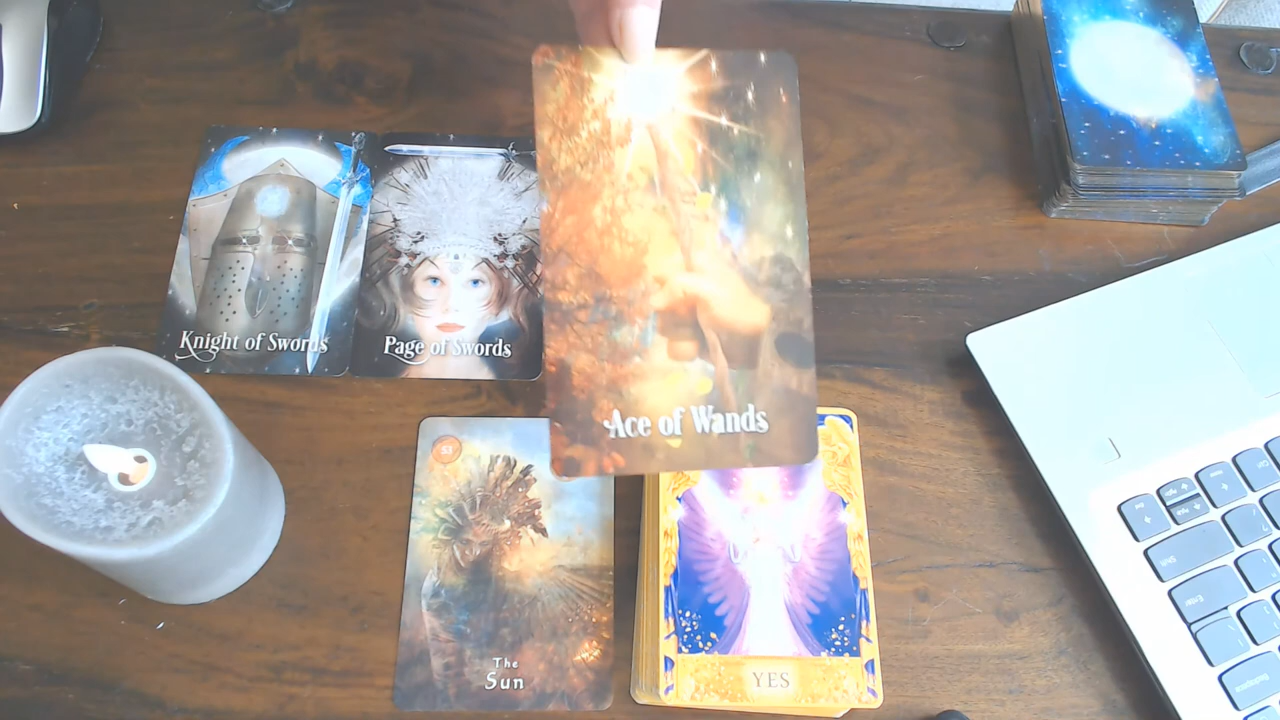 Knight of Swords
Page of Swords
Ace of Wands
The
Sun
YES